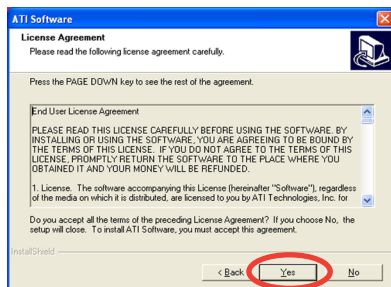 ATI Software
License Agreement
Please read the following license agreement carefully.
Press the PAGE DOWN key to see the rest of the agreement.
End User License Agreement
PLEASE READ THIS LICENSE CAREFULLY BEFORE USING THE SOFTWARE. BY
INSTALLING OR USING THE SOFTWARE, YOU ARE AGREEING TO BE BOUND BY
THE TERMS OF THIS LICENSE. IF YOU DO NOT AGREE TO THE TERMS OF THIS
LICENSE, PROMPTLY RETURN THE SOFTWARE TO THE PLACE WHERE YOU
OBTAINED IT AND YOUR MONEY WILL BE REFUNDED.
1. License. The software accompanying this License (hereinafter "Software"), regardless
of the media on which it is distributed, are licensed to you by ATI Technologies, Inc. for
Do you accept all the terms of the preceding License Agreement? If you choose No, the
setup will close. To install ATI Software, you must accept this agreement.
InstallShield
< Back Yes No